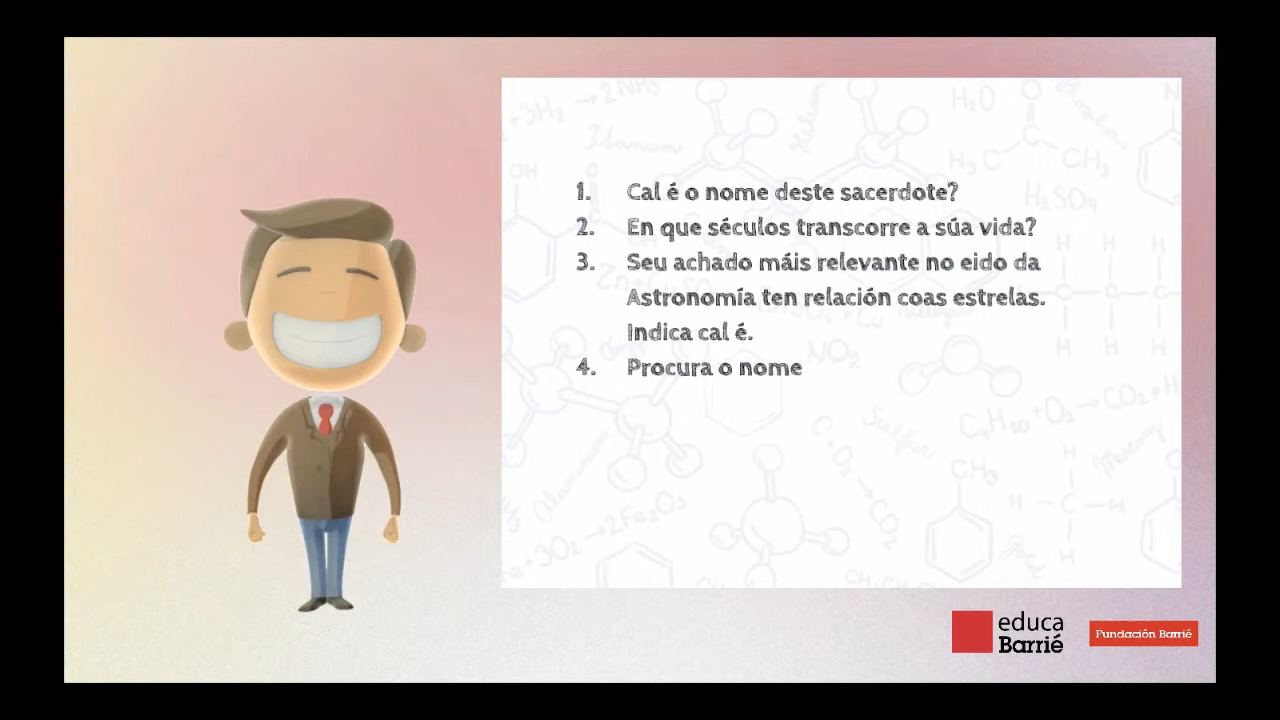 1. Cal é o nome deste sacerdote?
2. En que séculos transcorre a súa vida?
3. Seu achado máis relevante no eido da
Astronomía ten relación coas estrelas.
Indica cal é.
4. Procura o nome
educa
Barrié
Fundación Barrié